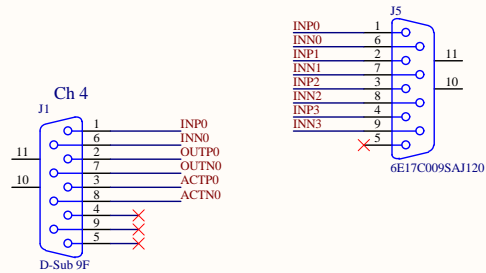 Ch 4
J1
1 INP0
6 INN0
2 OUTP0
7 OUTN0
3 ACTP0
8 ACTN0
4
9
5
11
10
D-Sub 9F
J5
INP0 1
INN0 6
INP1 2
INN1 7
INP2 3
INN2 8
INP3 4
INN3 9
5
11
10
6E17C009SAJ120